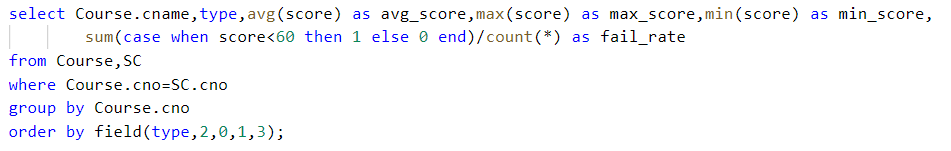 select Course.cname,type,avg(score) as avg_score,max(score) as max_score,min(score) as min_score,
sum(case when score<60 then 1 else 0 end)/count(*) as fail_rate
from Course,SC
where Course.cno=SC.cno
group by Course.cno
order by field(type,2,0,1,3);